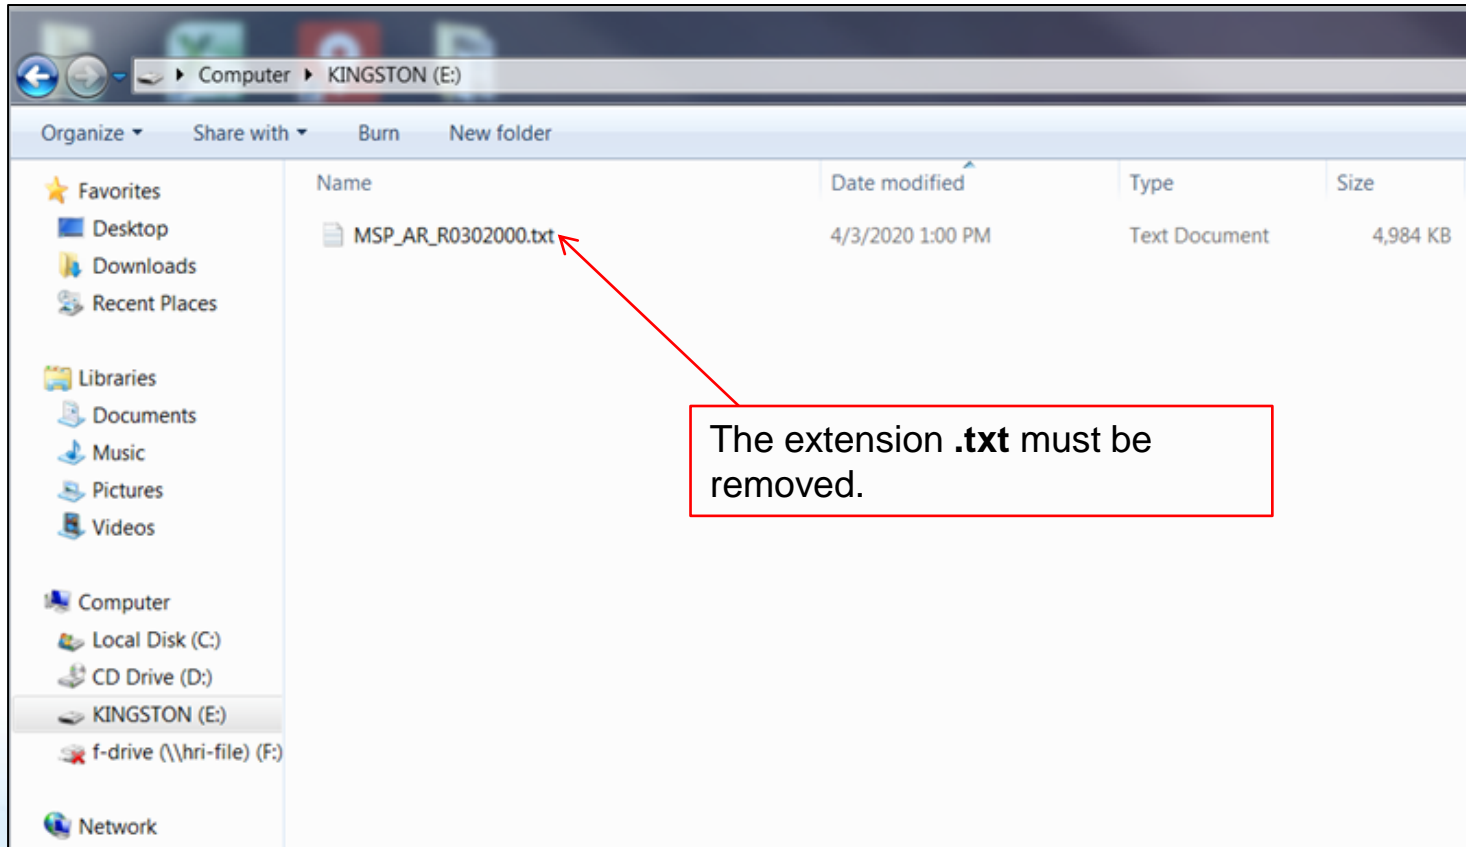 Computer ▸ KINGSTON (E:)
Organize Share with Burn New folder
Name Date modified Type Size
MSP_AR_R0302000.txt 4/3/2020 1:00 PM Text Document 4,984 KB
Favorites
Desktop
Downloads
Recent Places
Libraries
Documents
Music
Pictures
Videos
Computer
Local Disk (C:)
CD Drive (D:)
KINGSTON (E:)
f-drive (\\hri-file) (F:)
Network
The extension .txt must be
removed.